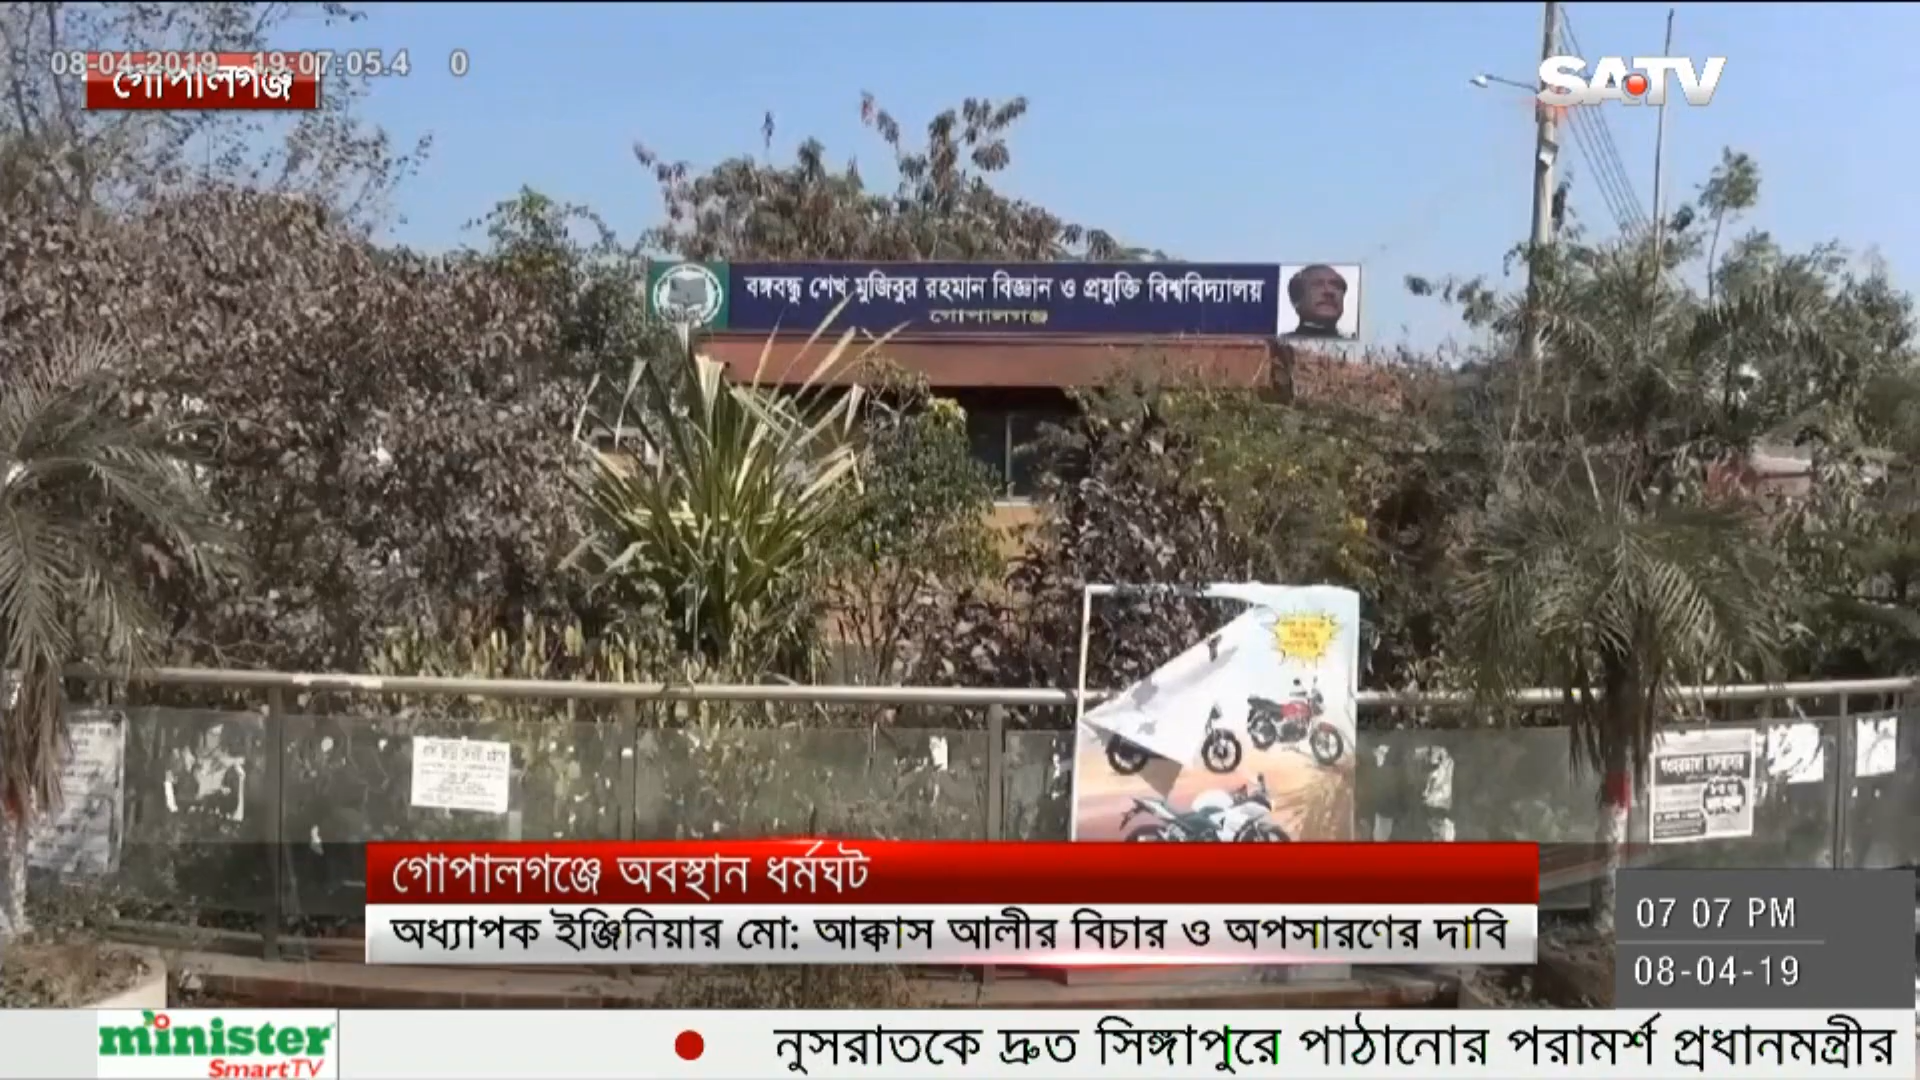 08-04-2019 19:07:05.4 0
গোপালগঞ্জ
SATV
বঙ্গবন্ধু শেখ মুজিবুর রহমান বিজ্ঞান ও প্রযুক্তি বিশ্ববিদ্যালয়
গোপালগঞ্জ
গোপালগঞ্জে অবস্থান ধর্মঘট
অধ্যাপক ইঞ্জিনিয়ার মো: আক্কাস আলীর বিচার ও অপসারণের দাবি
07 07 PM
08-04-19
minister
SmartTV
নুসরাতকে দ্রুত সিঙ্গাপুরে পাঠানোর পরামর্শ প্রধানমন্ত্রীর